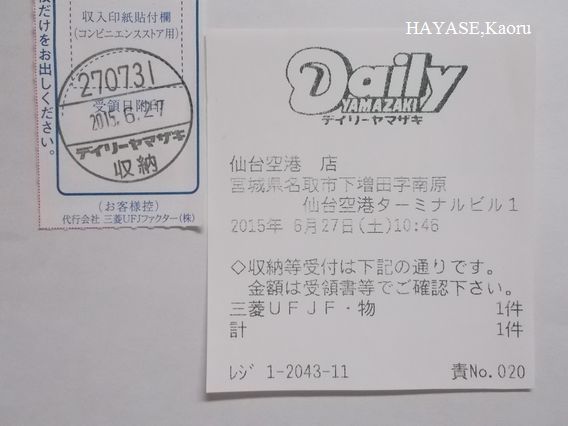 HAYASE,Kaoru
収入印紙貼付欄
(コンビニエンスストア用)
だけをお出しください。
270731
受領日附印
2015.6.27
デイリーヤマザキ
収納
(お客様控)
代行会社 三菱UFJファクター(株)
Daily
YAMAZAKI
デイリーヤマザキ
仙台空港 店
宮城県名取市下増田字南原
仙台空港ターミナルビル1
2015年 6月27日(土)10:46
◇収納等受付は下記の通りです。
金額は受領書等でご確認下さい。
三菱UFJF・物 1件
計 1件
レジ 1-2043-11 責No.020